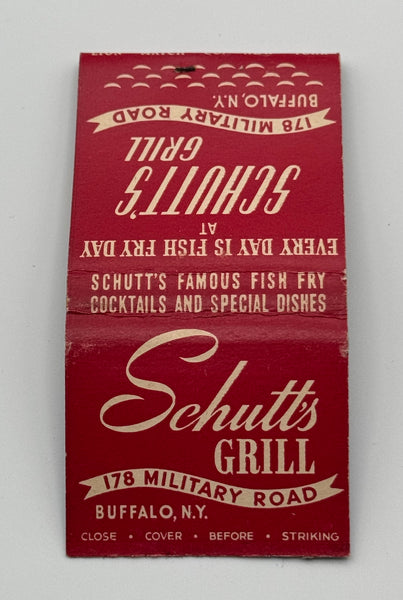 SCHUTT'S FAMOUS FISH FRY
COCKTAILS AND SPECIAL DISHES
Schutt's
GRILL
178 MILITARY ROAD
BUFFALO, N.Y.
CLOSE • COVER • BEFORE • STRIKING
EVERY DAY IS FISH FRY DAY
AT
SCHUTT'S
GRILL
178 MILITARY ROAD
BUFFALO, N.Y.